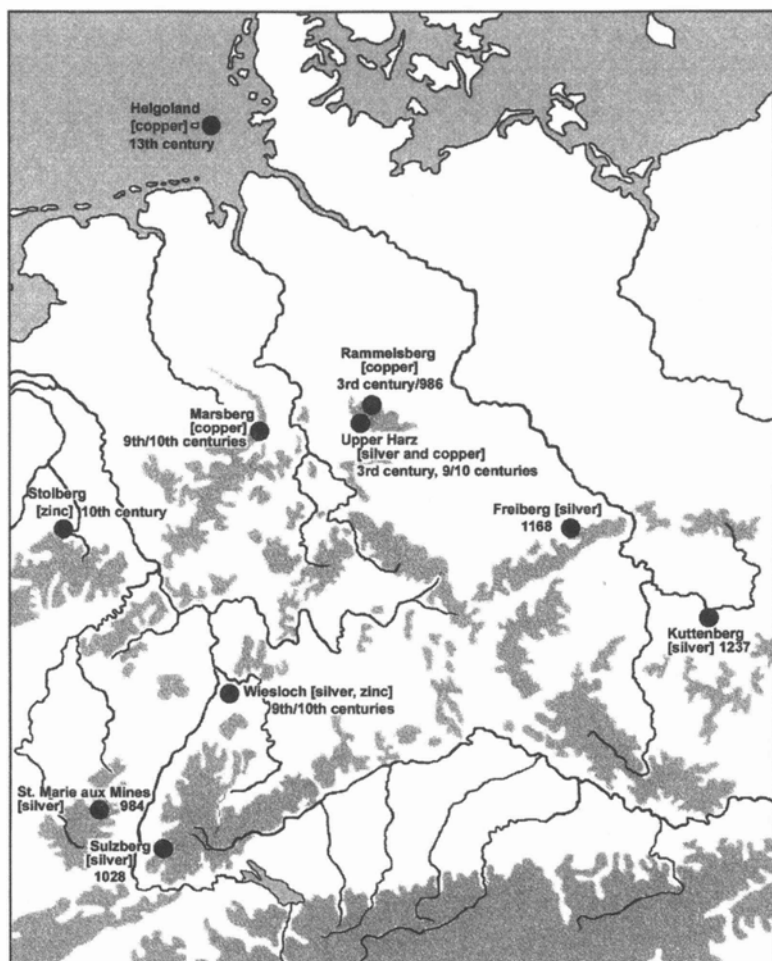 Helgoland
[copper]
13th century
Rammelsberg
[copper]
3rd century/986
Marsberg
[copper]
9th/10th centuries
Upper Harz
[silver and copper]
3rd century, 9/10 centuries
Stolberg
[zinc] 10th century
Freiberg [silver]
1168
Kuttenberg
[silver] 1237
Wiesloch [silver, zinc]
9th/10th centuries
St. Marie aux Mines
[silver] 984
Sulzberg
[silver]
1028